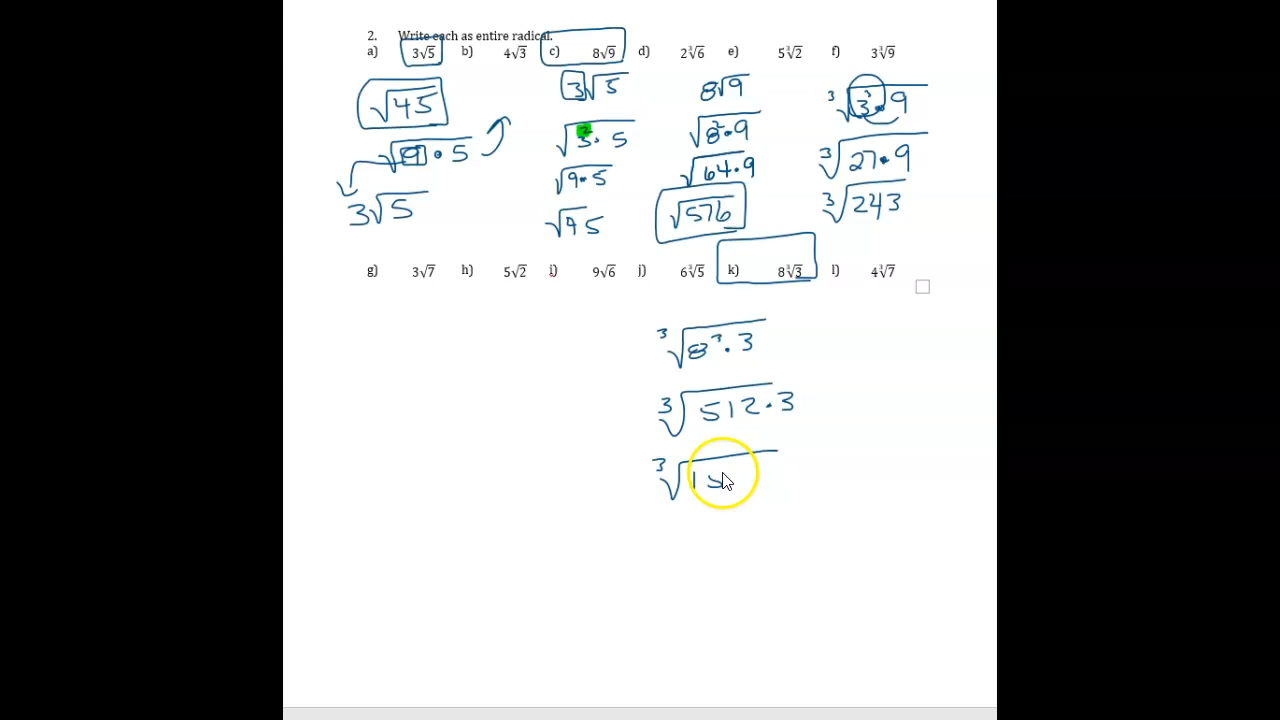 2. Write each as entire radical.
a) 3√5 b) 4√3 c) 8√9 d) 2∛6 e) 5∛2 f) 3∛9
√45
√9 • 5
3√5
3√5
√3² • 5
√9 • 5
√45
8√9
√8² • 9
√64 • 9
√576
∛3³ • 9
∛27 • 9
∛243
g) 3√7 h) 5√2 i) 9√6 j) 6∛5 k) 8∛3 l) 4∛7
∛8³ • 3
∛512 • 3
∛15